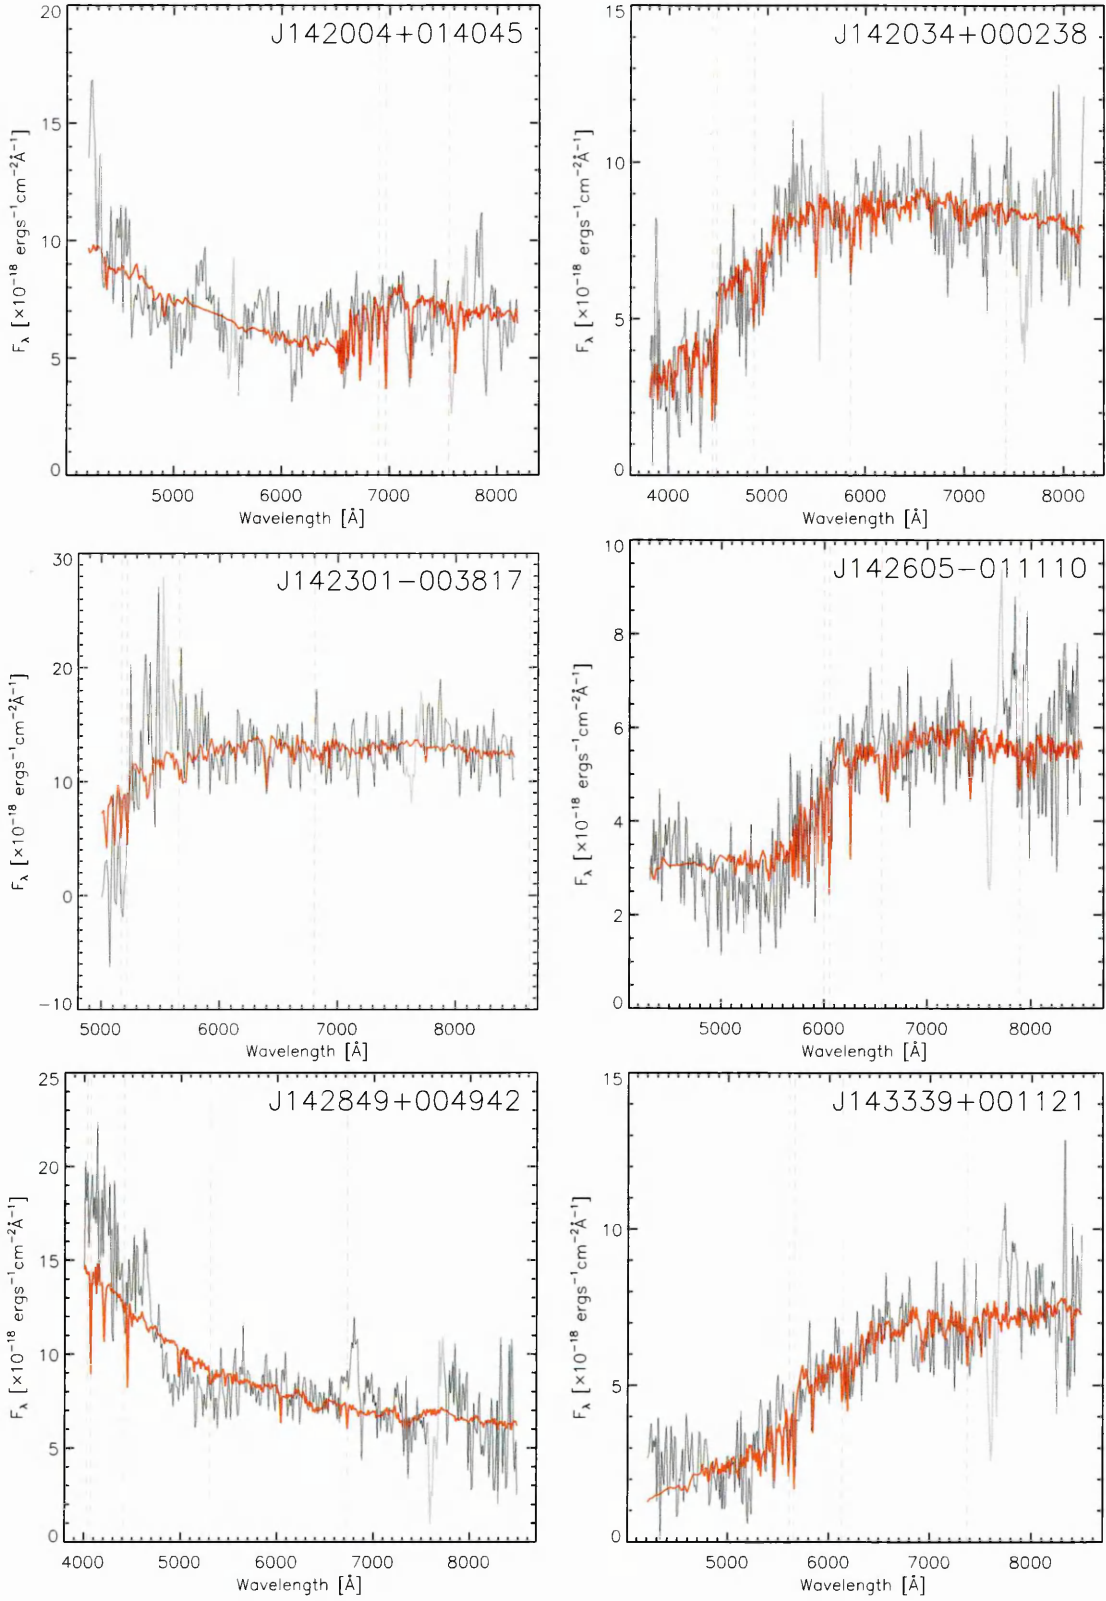 J142004+014045
20
15
10
5
0
F_λ [×10⁻¹⁸ ergs⁻¹cm⁻²Å⁻¹]
5000 6000 7000 8000
Wavelength [Å]
J142034+000238
15
10
5
0
F_λ [×10⁻¹⁸ ergs⁻¹cm⁻²Å⁻¹]
4000 5000 6000 7000 8000
Wavelength [Å]
J142301−003817
30
20
10
0
−10
F_λ [×10⁻¹⁸ ergs⁻¹cm⁻²Å⁻¹]
5000 6000 7000 8000
Wavelength [Å]
J142605−011110
10
8
6
4
2
0
F_λ [×10⁻¹⁸ ergs⁻¹cm⁻²Å⁻¹]
5000 6000 7000 8000
Wavelength [Å]
J142849+004942
25
20
15
10
5
0
F_λ [×10⁻¹⁸ ergs⁻¹cm⁻²Å⁻¹]
4000 5000 6000 7000 8000
Wavelength [Å]
J143339+001121
15
10
5
0
F_λ [×10⁻¹⁸ ergs⁻¹cm⁻²Å⁻¹]
5000 6000 7000 8000
Wavelength [Å]